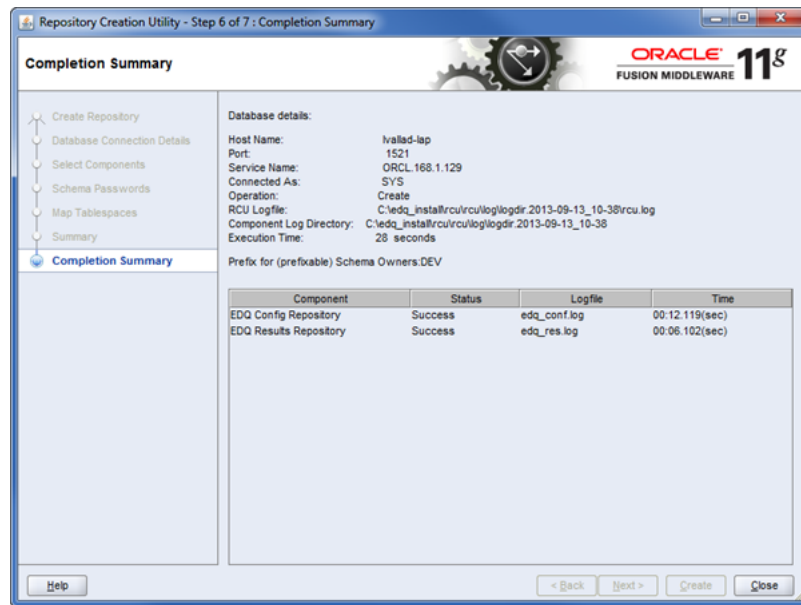 Repository Creation Utility - Step 6 of 7 : Completion Summary
Completion Summary
ORACLE
FUSION MIDDLEWARE 11g
Create Repository
Database Connection Details
Select Components
Schema Passwords
Map Tablespaces
Summary
Completion Summary
Database details:
Host Name: lvallad-lap
Port: 1521
Service Name: ORCL.168.1.129
Connected As: SYS
Operation: Create
RCU Logfile: C:\edq_install\rcu\rcu\log\logdir.2013-09-13_10-38\rcu.log
Component Log Directory: C:\edq_install\rcu\rcu\log\logdir.2013-09-13_10-38
Execution Time: 28 seconds
Prefix for (prefixable) Schema Owners:DEV
Component Status Logfile Time
EDQ Config Repository Success edq_conf.log 00:12.119(sec)
EDQ Results Repository Success edq_res.log 00:06.102(sec)
Help < Back Next > Create Close